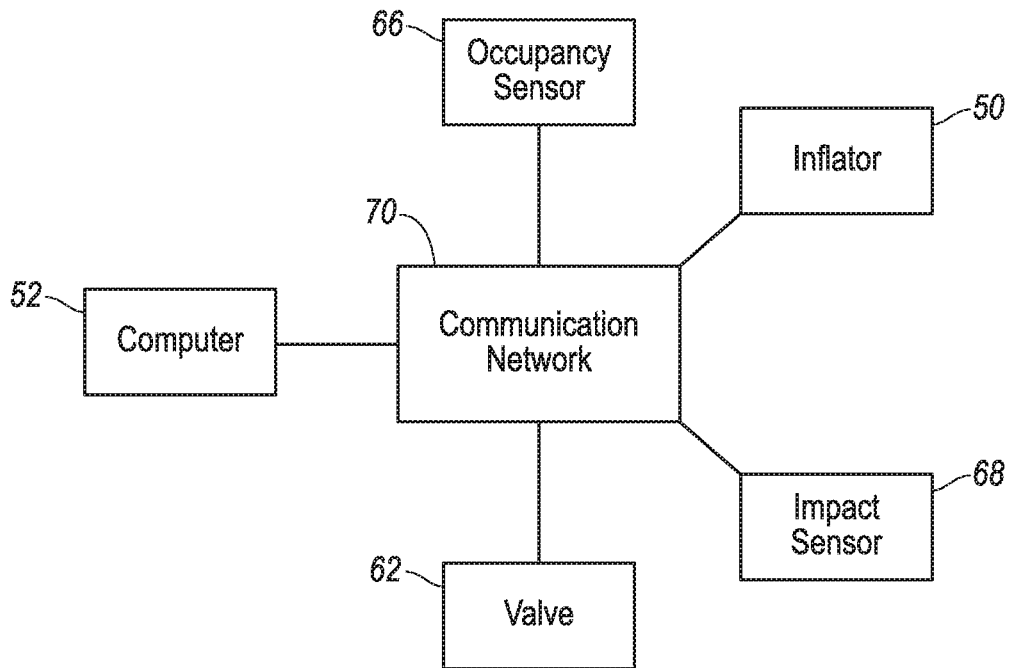 66
Occupancy
Sensor
50
Inflator
70
Communication
Network
52
Computer
68
Impact
Sensor
62
Valve